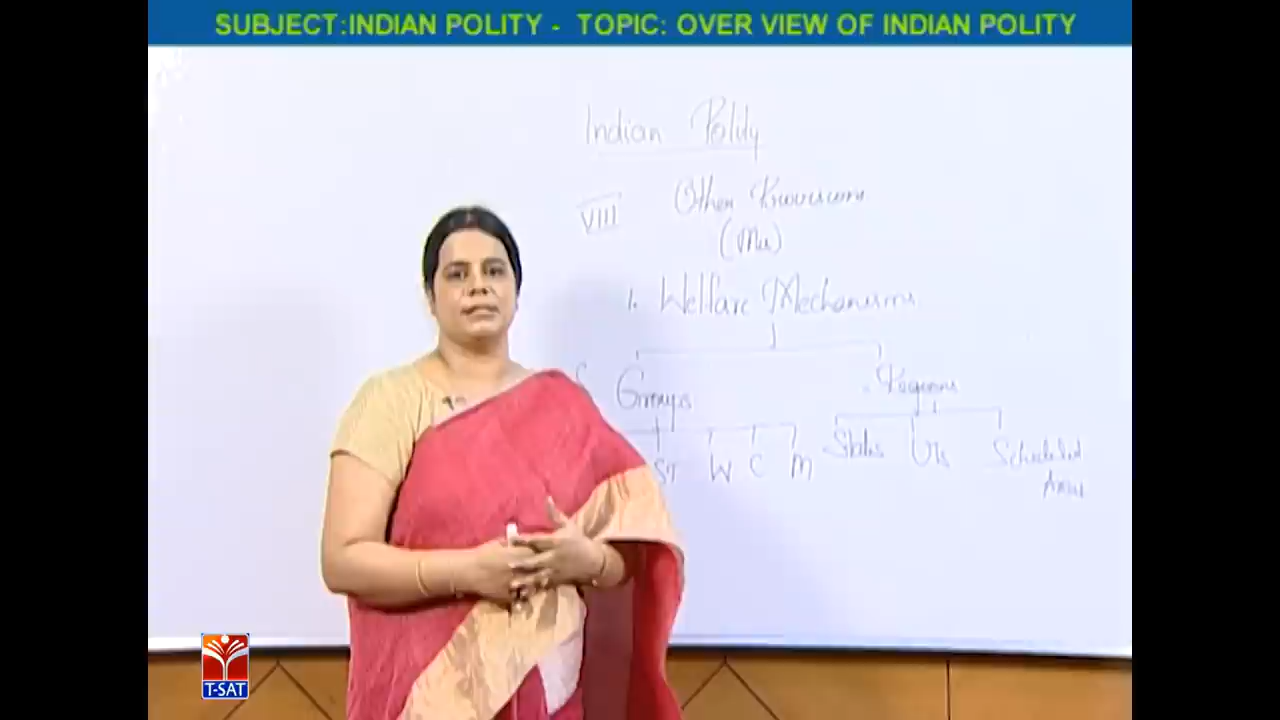 SUBJECT:INDIAN POLITY - TOPIC: OVER VIEW OF INDIAN POLITY
Indian Polity
VIII Other Provisions
1. Welfare Mechanisms
Groups Regions
ST W C M States UTs Scheduled
Areas
T-SAT